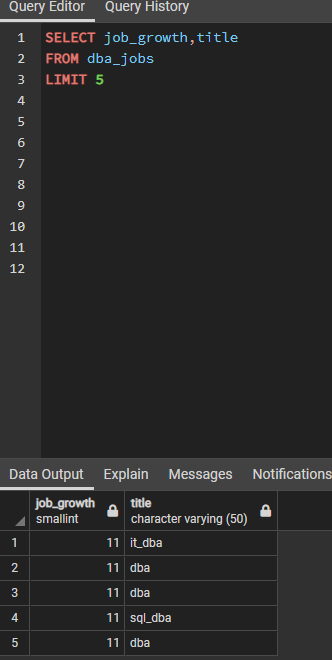 Query Editor Query History
1 SELECT job_growth,title
2 FROM dba_jobs
3 LIMIT 5
4
5
6
7
8
9
10
11
12
Data Output Explain Messages Notifications
job_growth title
smallint character varying (50)
1 11 it_dba
2 11 dba
3 11 dba
4 11 sql_dba
5 11 dba